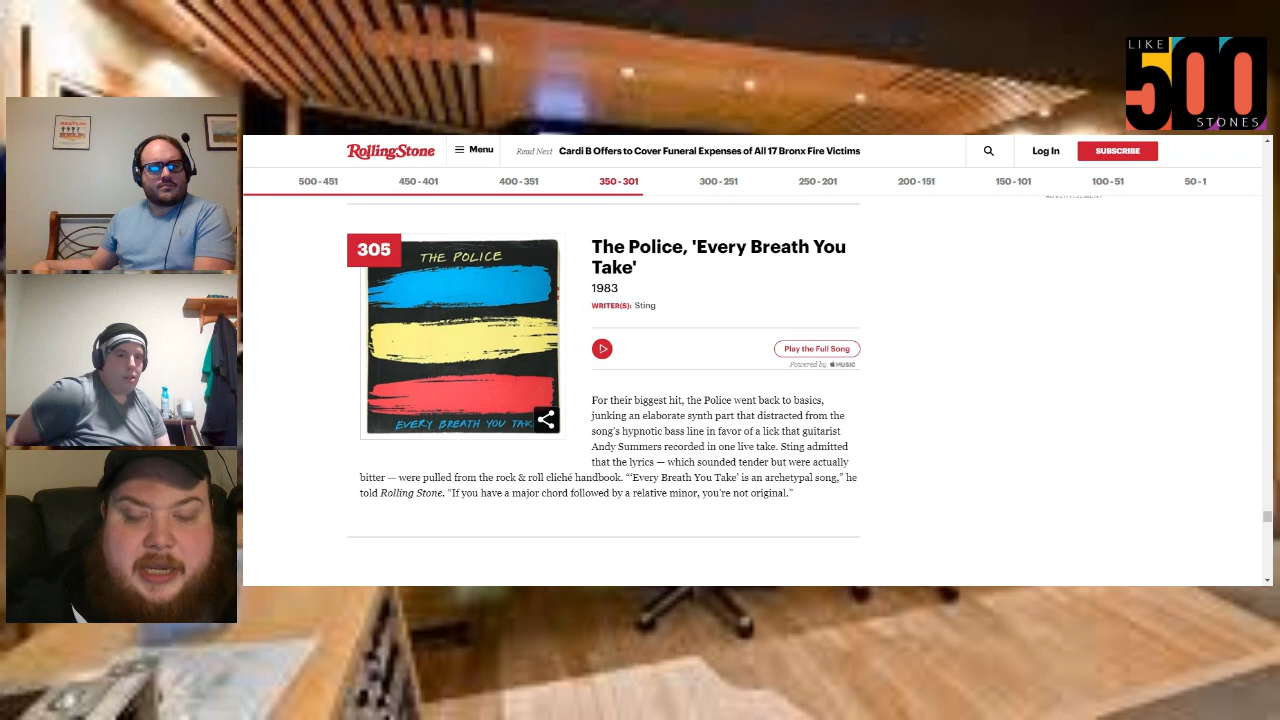 LIKE
500
STONES
RollingStone
Menu
Read Next Cardi B Offers to Cover Funeral Expenses of All 17 Bronx Fire Victims
Log In
SUBSCRIBE
500 - 451
450 - 401
400 - 351
350 - 301
300 - 251
250 - 201
200 - 151
150 - 101
100 - 51
50 - 1
ADVERTISEMENT
305
THE POLICE
EVERY BREATH YOU
The Police, 'Every Breath You
Take'
1983
WRITER(S): Sting
Play the Full Song
Powered by MUSIC
For their biggest hit, the Police went back to basics,
junking an elaborate synth part that distracted from the
song’s hypnotic bass line in favor of a lick that guitarist
Andy Summers recorded in one live take. Sting admitted
that the lyrics — which sounded tender but were actually
bitter — were pulled from the rock & roll cliché handbook. “‘Every Breath You Take’ is an archetypal song,” he
told Rolling Stone. “If you have a major chord followed by a relative minor, you’re not original.”